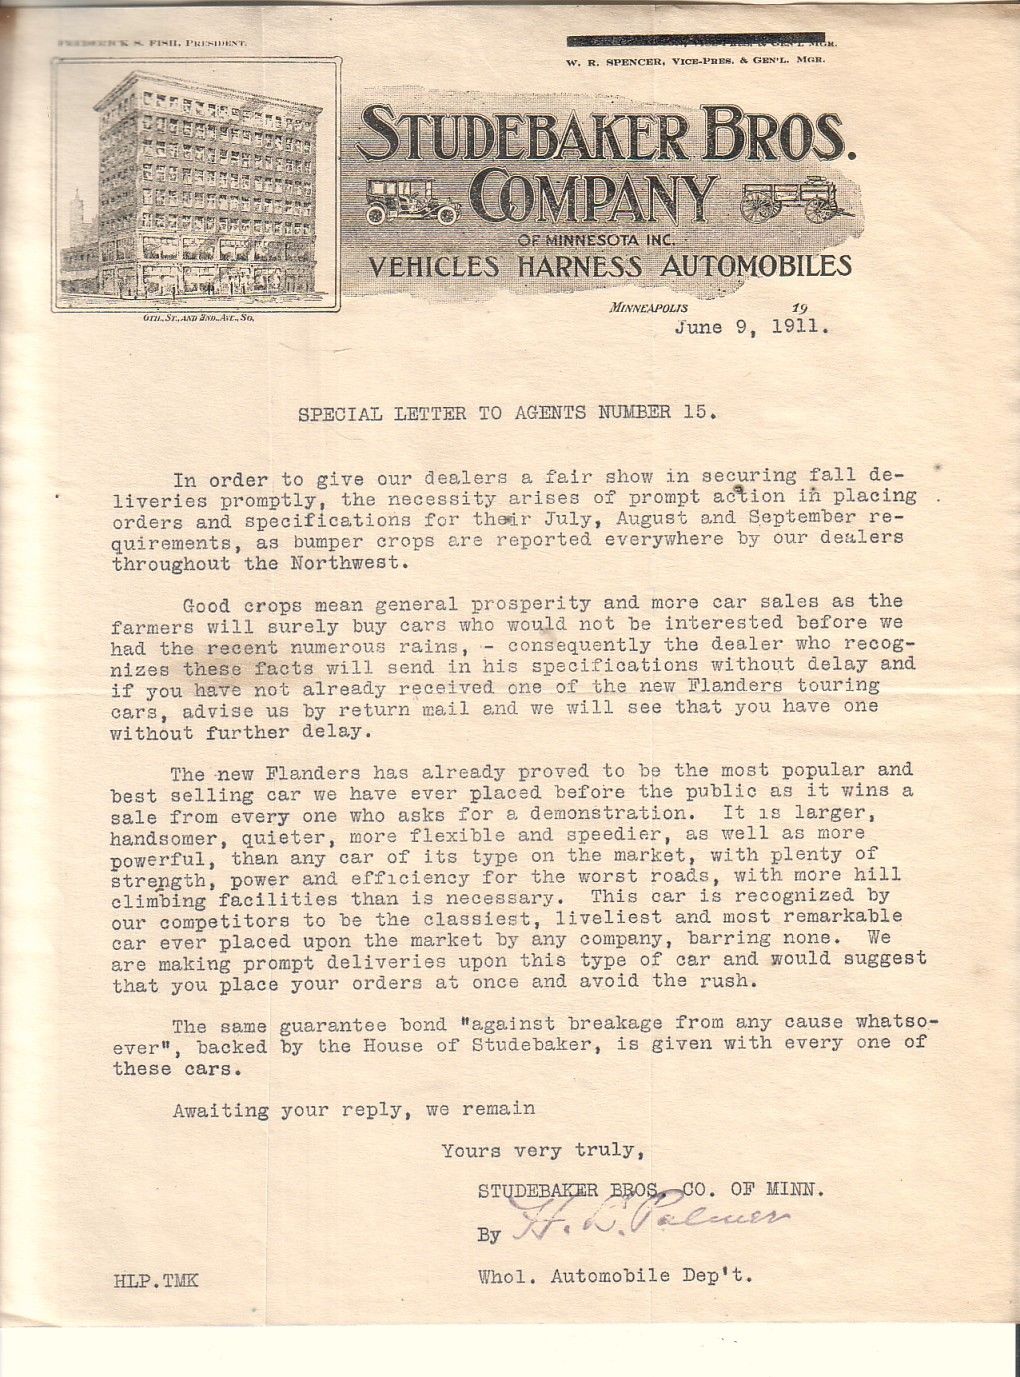 FREDERICK S. FISH, PRESIDENT.
VICE-PRES. & GEN'L MGR.
W. R. SPENCER, VICE-PRES. & GEN'L. MGR.
STUDEBAKER BROS.
COMPANY
OF MINNESOTA INC.
VEHICLES HARNESS AUTOMOBILES
6TH. ST., AND 2ND. AVE., SO.
MINNEAPOLIS 19
June 9, 1911.
SPECIAL LETTER TO AGENTS NUMBER 15.
In order to give our dealers a fair show in securing fall de-
liveries promptly, the necessity arises of prompt action in placing
orders and specifications for their July, August and September re-
quirements, as bumper crops are reported everywhere by our dealers
throughout the Northwest.
Good crops mean general prosperity and more car sales as the
farmers will surely buy cars who would not be interested before we
had the recent numerous rains, - consequently the dealer who recog-
nizes these facts will send in his specifications without delay and
if you have not already received one of the new Flanders touring
cars, advise us by return mail and we will see that you have one
without further delay.
The new Flanders has already proved to be the most popular and
best selling car we have ever placed before the public as it wins a
sale from every one who asks for a demonstration. It is larger,
handsomer, quieter, more flexible and speedier, as well as more
powerful, than any car of its type on the market, with plenty of
strength, power and efficiency for the worst roads, with more hill
climbing facilities than is necessary. This car is recognized by
our competitors to be the classiest, liveliest and most remarkable
car ever placed upon the market by any company, barring none. We
are making prompt deliveries upon this type of car and would suggest
that you place your orders at once and avoid the rush.
The same guarantee bond "against breakage from any cause whatso-
ever", backed by the House of Studebaker, is given with every one of
these cars.
Awaiting your reply, we remain
Yours very truly,
STUDEBAKER BROS. CO. OF MINN.
By H. L. Palmer
HLP.TMK Whol. Automobile Dep't.